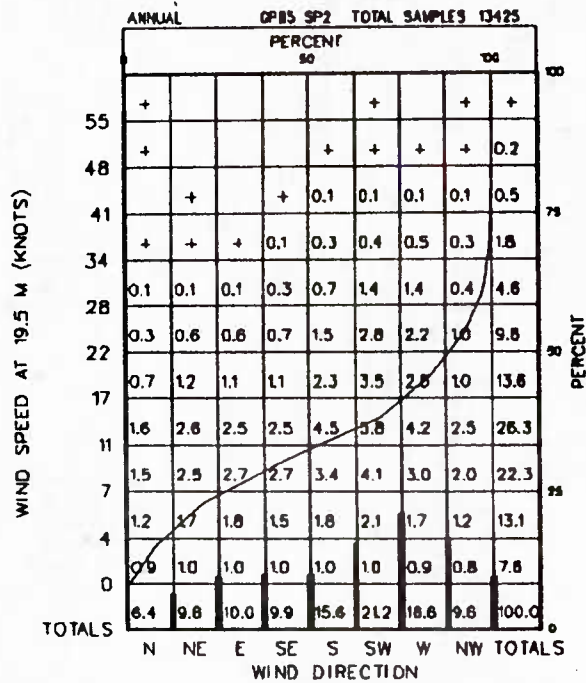 ANNUAL SP2 TOTAL SAMPLES 13425
PERCENT
50 100
+ + + +
55
+ + + + + 0.2
48
+ + 0.1 0.1 0.1 0.1 0.5
41
+ + + 0.1 0.3 0.4 0.5 0.3 1.8
34
0.1 0.1 0.1 0.3 0.7 1.4 1.4 0.4 4.6
28
0.3 0.6 0.6 0.7 1.5 2.8 2.2 1.0 9.8
22
0.7 1.2 1.1 1.1 2.3 3.5 2.6 1.0 13.6
17
1.6 2.6 2.5 2.5 4.5 5.8 4.2 2.5 26.3
11
1.5 2.5 2.7 2.7 3.4 4.1 3.0 2.0 22.3
7
1.2 1.7 1.8 1.5 1.8 2.1 1.7 1.2 13.1
4
0.9 1.0 1.0 1.0 1.0 1.0 0.9 0.8 7.6
0
6.4 9.8 10.0 9.9 15.6 21.2 16.6 9.6 100.0
TOTALS
N NE E SE S SW W NW TOTALS
WIND DIRECTION
WIND SPEED AT 19.5 M (KNOTS)
100
75
50
25
0
PERCENT